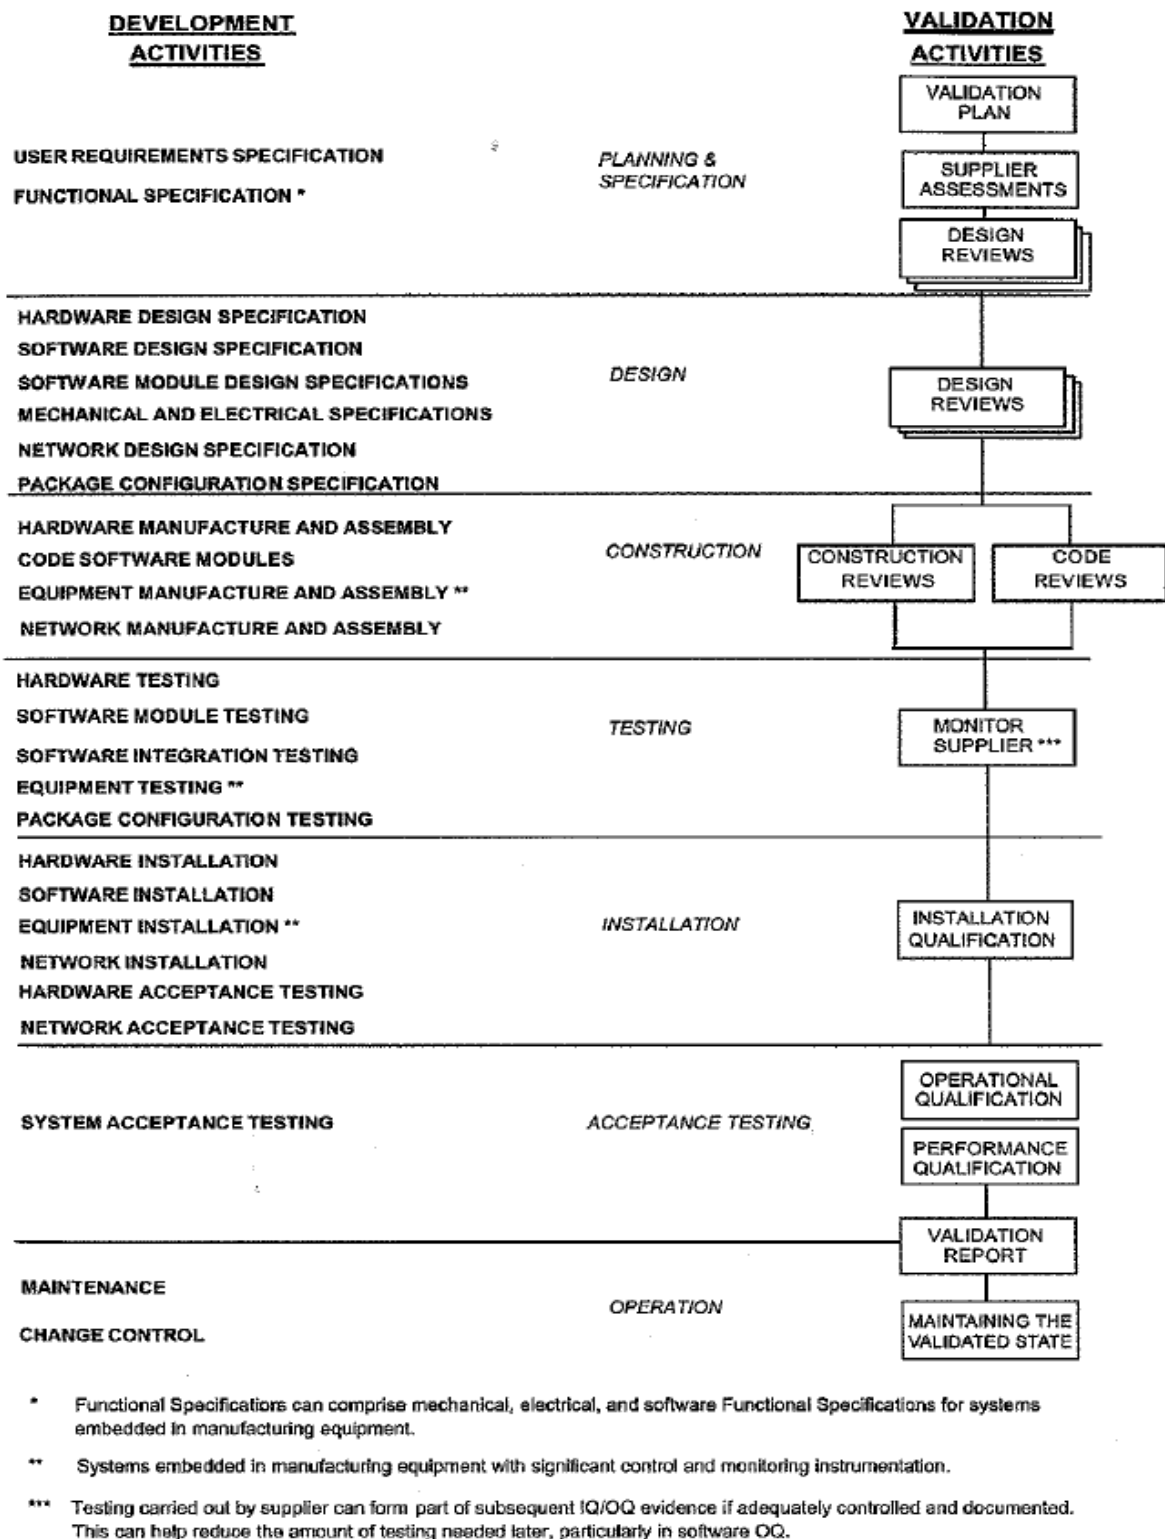 DEVELOPMENT
ACTIVITIES
VALIDATION
ACTIVITIES
VALIDATION
PLAN
USER REQUIREMENTS SPECIFICATION
FUNCTIONAL SPECIFICATION *
PLANNING &
SPECIFICATION
SUPPLIER
ASSESSMENTS
DESIGN
REVIEWS
HARDWARE DESIGN SPECIFICATION
SOFTWARE DESIGN SPECIFICATION
SOFTWARE MODULE DESIGN SPECIFICATIONS
MECHANICAL AND ELECTRICAL SPECIFICATIONS
NETWORK DESIGN SPECIFICATION
PACKAGE CONFIGURATION SPECIFICATION
DESIGN
DESIGN
REVIEWS
HARDWARE MANUFACTURE AND ASSEMBLY
CODE SOFTWARE MODULES
EQUIPMENT MANUFACTURE AND ASSEMBLY **
NETWORK MANUFACTURE AND ASSEMBLY
CONSTRUCTION
CONSTRUCTION
REVIEWS
CODE
REVIEWS
HARDWARE TESTING
SOFTWARE MODULE TESTING
SOFTWARE INTEGRATION TESTING
EQUIPMENT TESTING **
PACKAGE CONFIGURATION TESTING
TESTING
MONITOR
SUPPLIER ***
HARDWARE INSTALLATION
SOFTWARE INSTALLATION
EQUIPMENT INSTALLATION **
NETWORK INSTALLATION
HARDWARE ACCEPTANCE TESTING
NETWORK ACCEPTANCE TESTING
INSTALLATION
INSTALLATION
QUALIFICATION
SYSTEM ACCEPTANCE TESTING
ACCEPTANCE TESTING
OPERATIONAL
QUALIFICATION
PERFORMANCE
QUALIFICATION
VALIDATION
REPORT
MAINTENANCE
CHANGE CONTROL
OPERATION
MAINTAINING THE
VALIDATED STATE
* Functional Specifications can comprise mechanical, electrical, and software Functional Specifications for systems
embedded in manufacturing equipment.
** Systems embedded in manufacturing equipment with significant control and monitoring instrumentation.
*** Testing carried out by supplier can form part of subsequent IQ/OQ evidence if adequately controlled and documented.
This can help reduce the amount of testing needed later, particularly in software OQ.